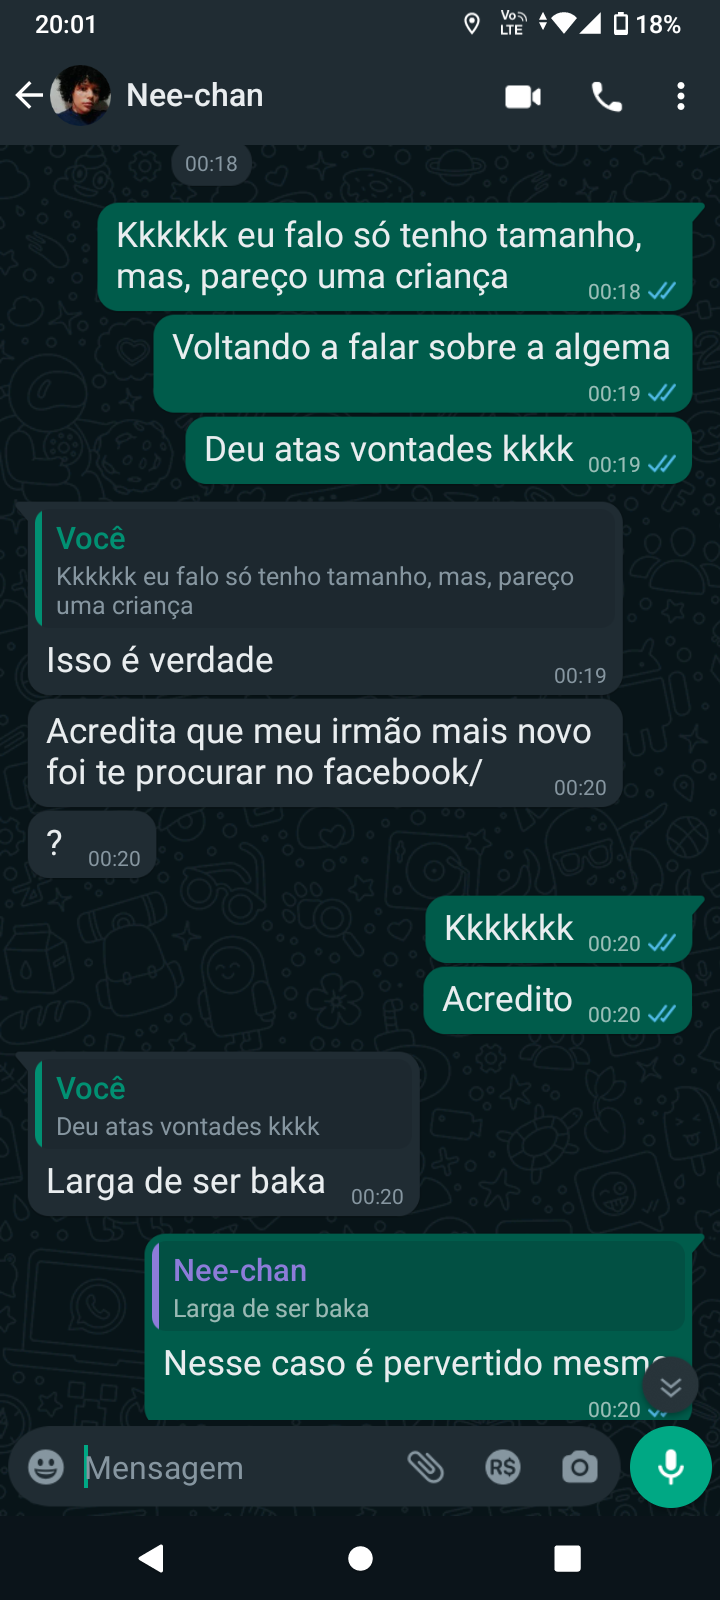 20:01
Vo LTE
18%
Nee-chan
00:18
Kkkkkk eu falo só tenho tamanho,
mas, pareço uma criança
00:18
Voltando a falar sobre a algema
00:19
Deu atas vontades kkkk
00:19
Você
Kkkkkk eu falo só tenho tamanho, mas, pareço
uma criança
Isso é verdade
00:19
Acredita que meu irmão mais novo
foi te procurar no facebook/
00:20
?
00:20
Kkkkkkk
00:20
Acredito
00:20
Você
Deu atas vontades kkkk
Larga de ser baka
00:20
Nee-chan
Larga de ser baka
Nesse caso é pervertido mesmo
00:20
Mensagem
R$